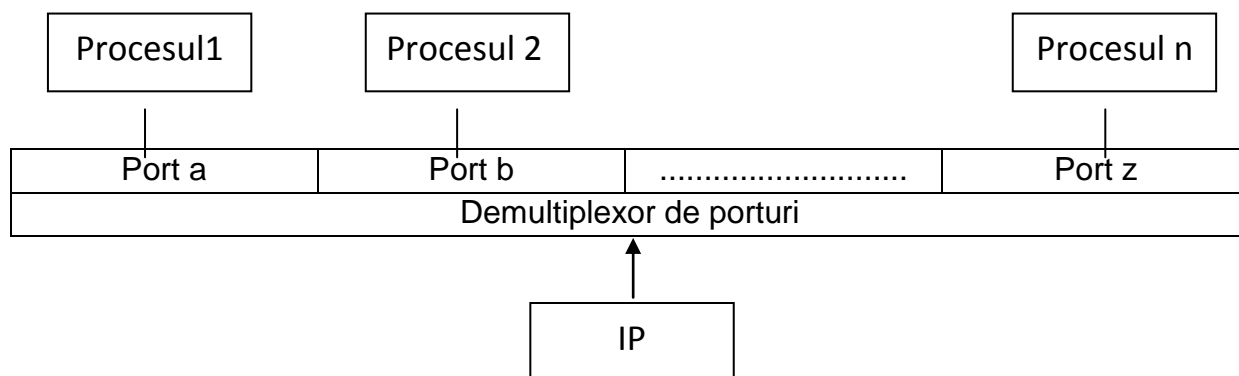 Procesul1
Procesul 2
Procesul n
Port a
Port b
............................
Port z
Demultiplexor de porturi
IP